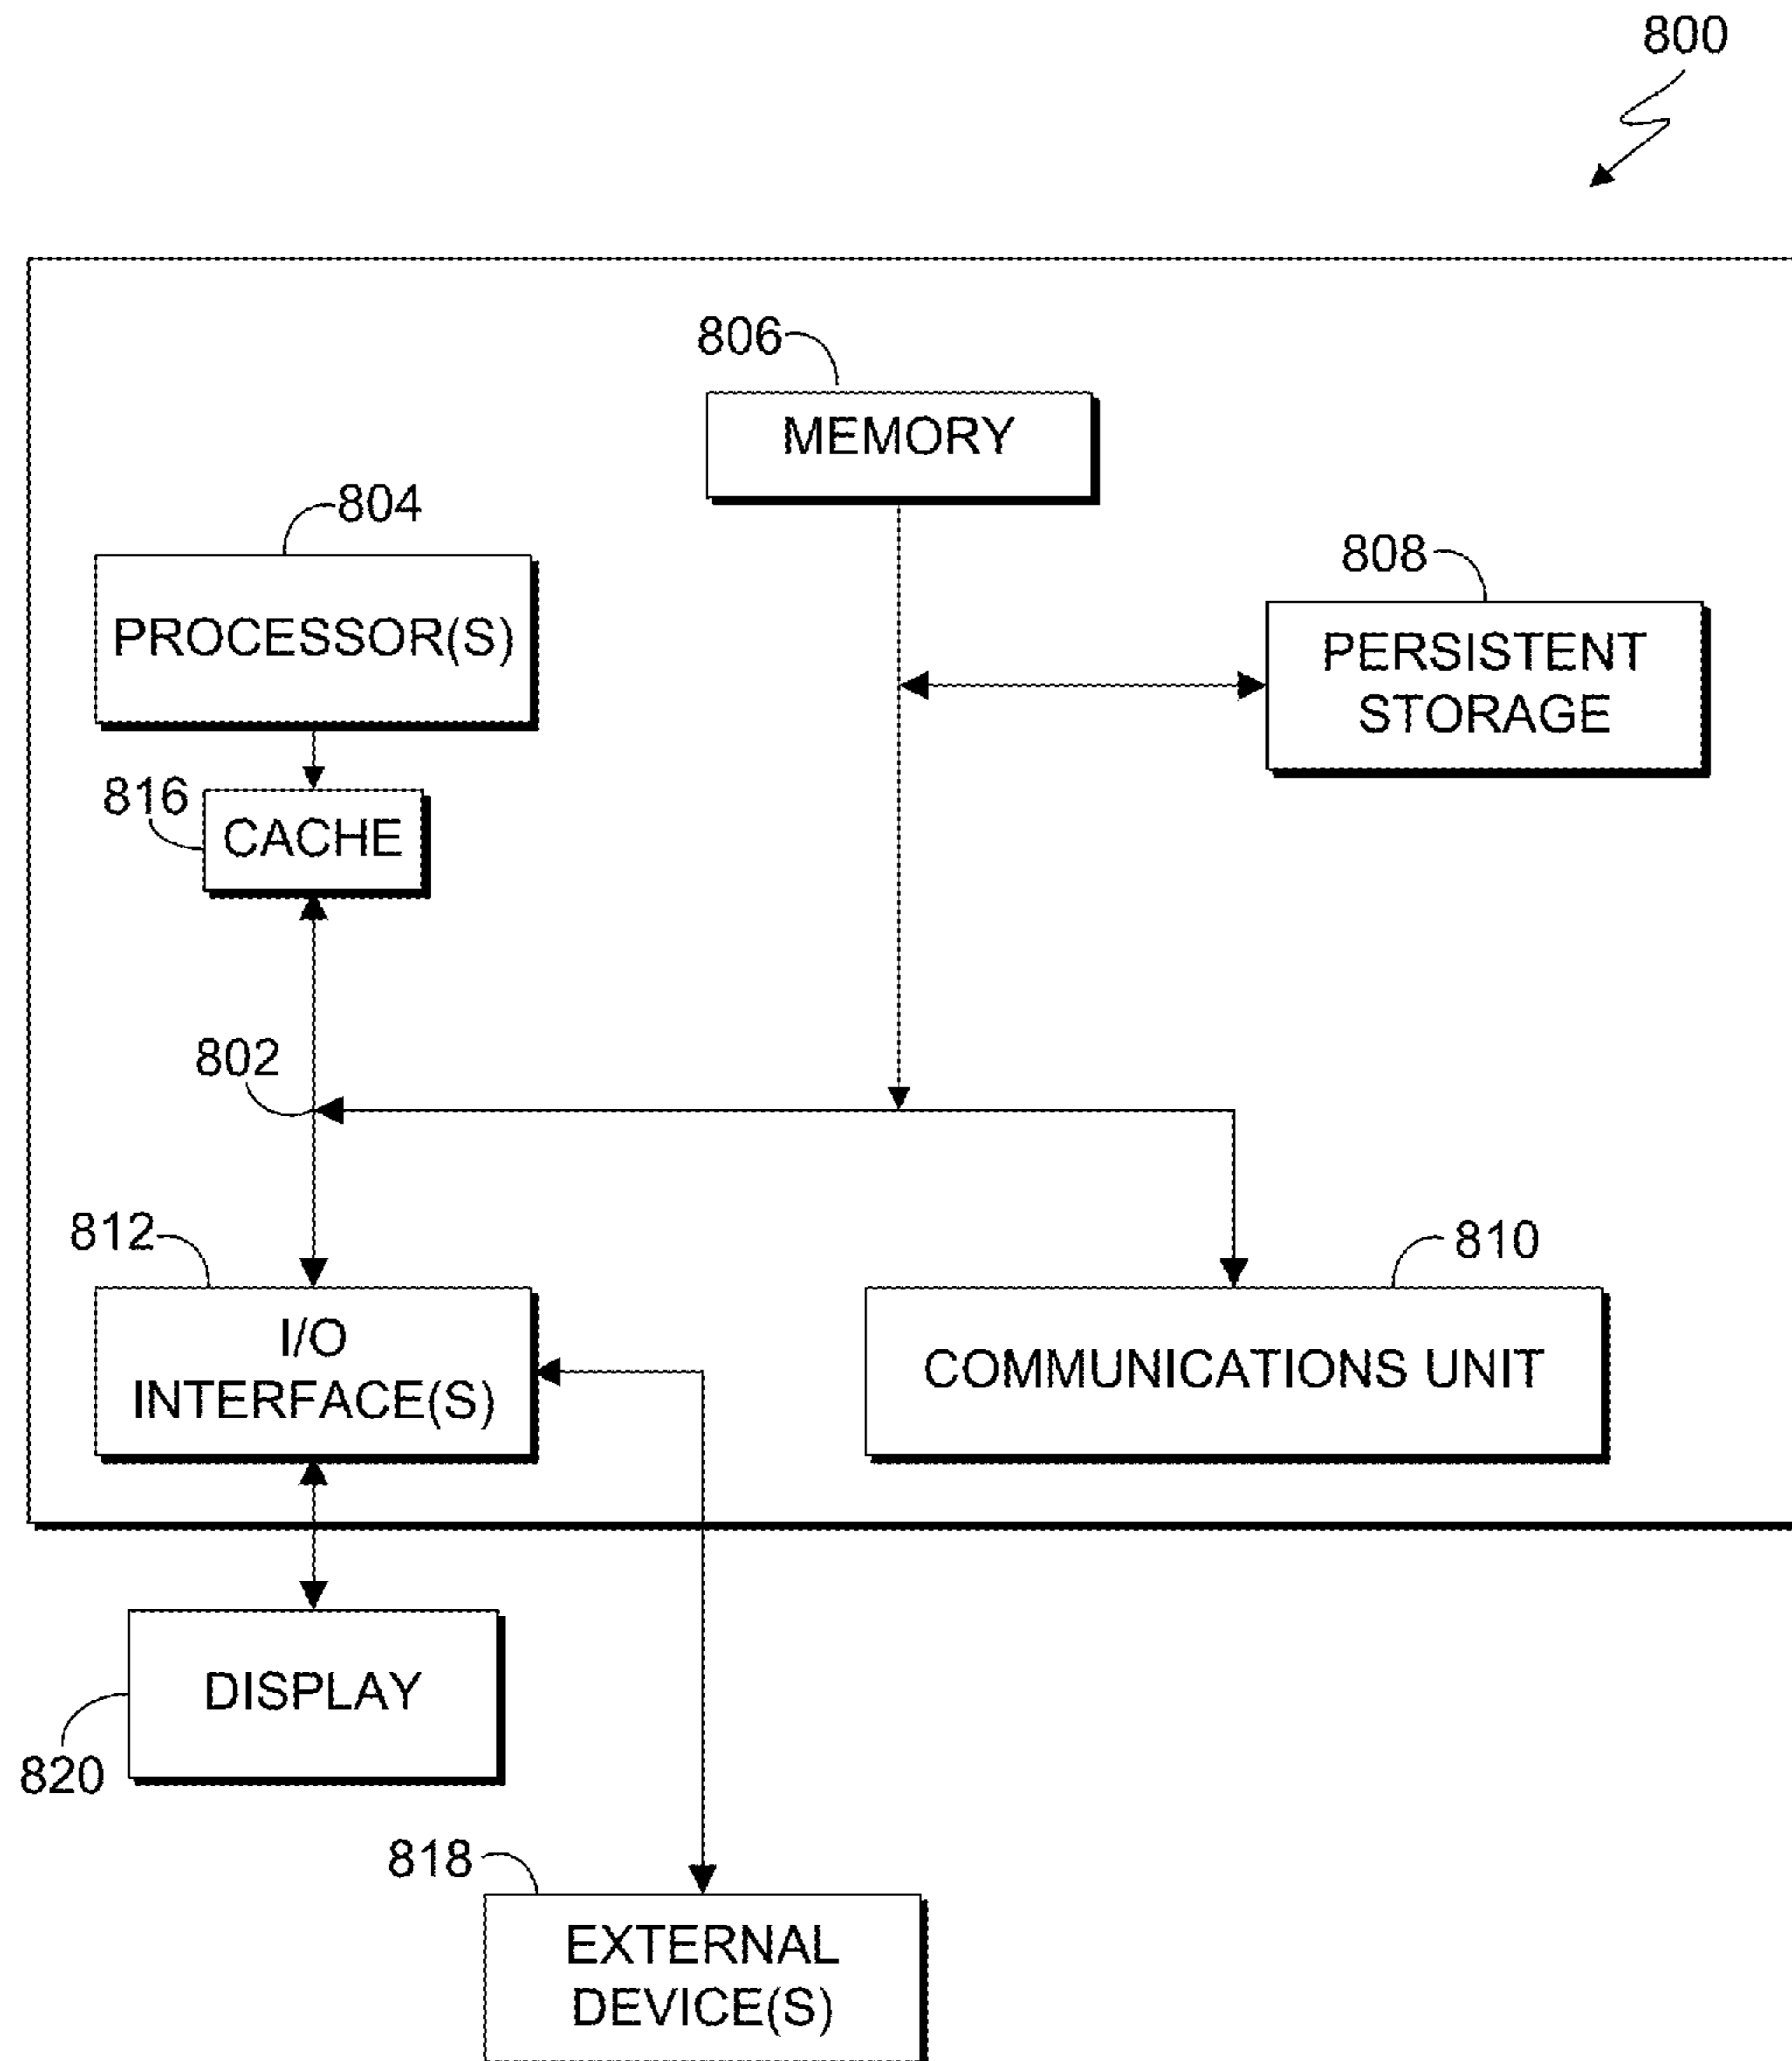 800
806
MEMORY
804
PROCESSOR(S)
808
PERSISTENT
STORAGE
816
CACHE
802
812
I/O
INTERFACE(S)
810
COMMUNICATIONS UNIT
DISPLAY
820
818
EXTERNAL
DEVICE(S)